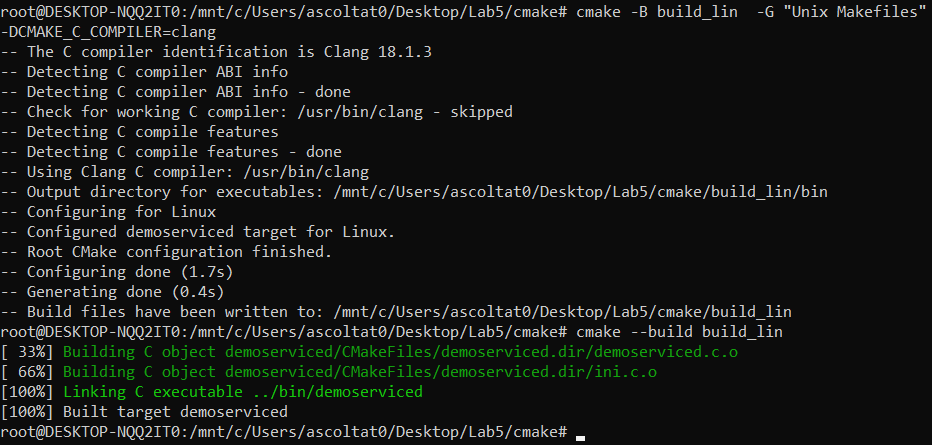 root@DESKTOP-NQQ2IT0:/mnt/c/Users/ascoltat0/Desktop/Lab5/cmake# cmake -B build_lin  -G "Unix Makefiles"
-DCMAKE_C_COMPILER=clang
-- The C compiler identification is Clang 18.1.3
-- Detecting C compiler ABI info
-- Detecting C compiler ABI info - done
-- Check for working C compiler: /usr/bin/clang - skipped
-- Detecting C compile features
-- Detecting C compile features - done
-- Using Clang C compiler: /usr/bin/clang
-- Output directory for executables: /mnt/c/Users/ascoltat0/Desktop/Lab5/cmake/build_lin/bin
-- Configuring for Linux
-- Configured demoserviced target for Linux.
-- Root CMake configuration finished.
-- Configuring done (1.7s)
-- Generating done (0.4s)
-- Build files have been written to: /mnt/c/Users/ascoltat0/Desktop/Lab5/cmake/build_lin
root@DESKTOP-NQQ2IT0:/mnt/c/Users/ascoltat0/Desktop/Lab5/cmake# cmake --build build_lin
[ 33%] Building C object demoserviced/CMakeFiles/demoserviced.dir/demoserviced.c.o
[ 66%] Building C object demoserviced/CMakeFiles/demoserviced.dir/ini.c.o
[100%] Linking C executable ../bin/demoserviced
[100%] Built target demoserviced
root@DESKTOP-NQQ2IT0:/mnt/c/Users/ascoltat0/Desktop/Lab5/cmake#